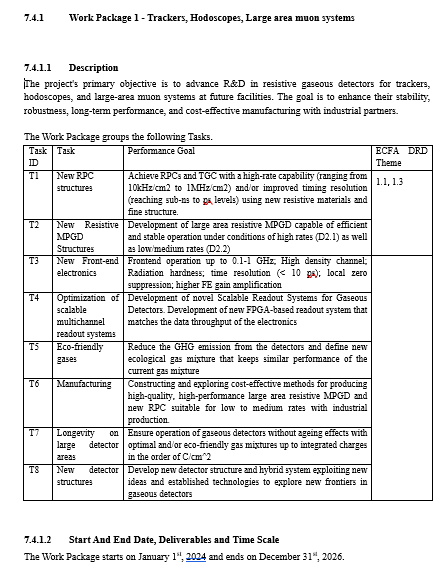 7.4.1 Work Package 1 - Trackers, Hodoscopes, Large area muon systems
7.4.1.1 Description
The project's primary objective is to advance R&D in resistive gaseous detectors for trackers,
hodoscopes, and large-area muon systems at future facilities. The goal is to enhance their stability,
robustness, long-term performance, and cost-effective manufacturing with industrial partners.
The Work Package groups the following Tasks.
Task ID Task Performance Goal ECFA DRD Theme
T1 New RPC structures Achieve RPCs and TGC with a high-rate capability (ranging from
10kHz/cm2 to 1MHz/cm2) and/or improved timing resolution
(reaching sub-ns to ps levels) using new resistive materials and
fine structure.
1.1, 1.3
T2 New Resistive MPGD Structures Development of large area resistive MPGD capable of efficient
and stable operation under conditions of high rates (D2.1) as well
as low/medium rates (D2.2)
T3 New Front-end electronics Frontend operation up to 0.1-1 GHz; High density channel;
Radiation hardness; time resolution (< 10 ps); local zero
suppression; higher FE gain amplification
T4 Optimization of scalable multichannel readout systems Development of novel Scalable Readout Systems for Gaseous
Detectors. Development of new FPGA-based readout system that
matches the data throughput of the electronics
T5 Eco-friendly gases Reduce the GHG emission from the detectors and define new
ecological gas mixture that keeps similar performance of the
current gas mixture
T6 Manufacturing Constructing and exploring cost-effective methods for producing
high-quality, high-performance large area resistive MPGD and
new RPC suitable for low to medium rates with industrial
production.
T7 Longevity on large detector areas Ensure operation of gaseous detectors without ageing effects with
optimal and/or eco-friendly gas mixtures up to integrated charges
in the order of C/cm^2
T8 New detector structures Develop new detector structure and hybrid system exploiting new
ideas and established technologies to explore new frontiers in
gaseous detectors
7.4.1.2 Start And End Date, Deliverables and Time Scale
The Work Package starts on January 1st, 2024 and ends on December 31st, 2026.